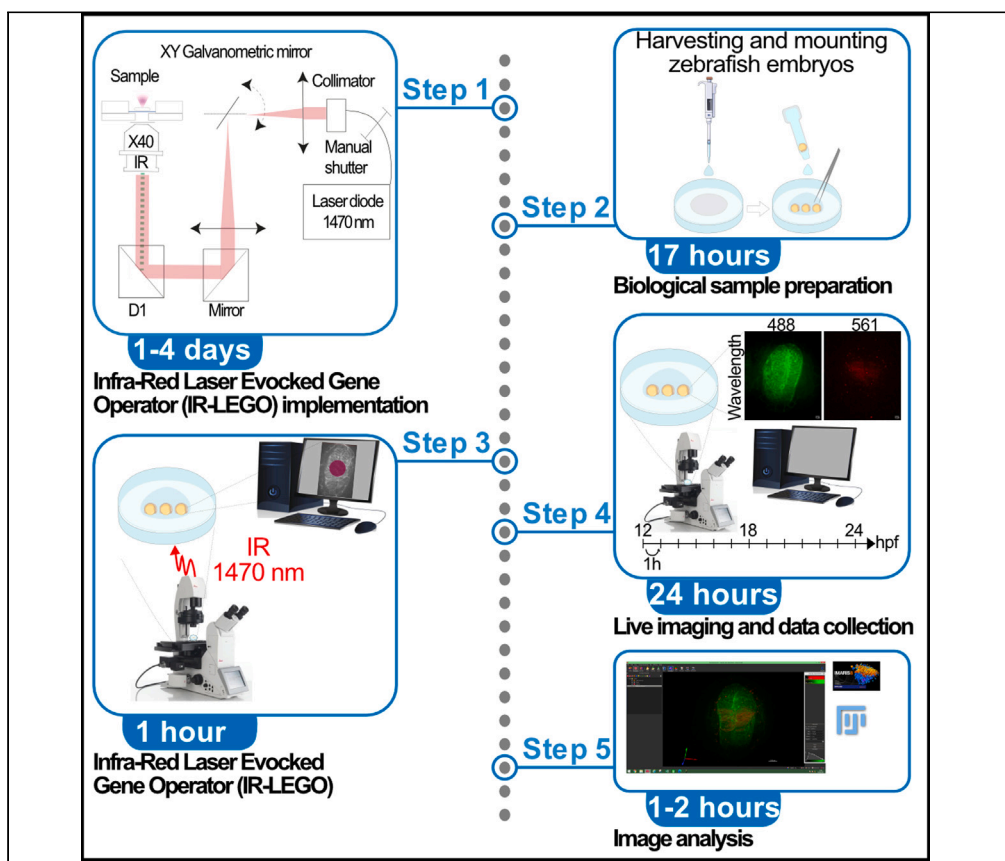 XY Galvanometric mirror
Sample
Collimator
X40
IR
Manual
shutter
Laser diode
1470 nm
D1
Mirror
Step 1
1-4 days
Infra-Red Laser Evocked Gene
Operator (IR-LEGO) implementation
Harvesting and mounting
zebrafish embryos
Step 2
17 hours
Biological sample preparation
Step 3
IR
1470 nm
1 hour
Infra-Red Laser Evocked
Gene Operator (IR-LEGO)
488 561
Wavelength
Step 4
12 18 24
hpf
1h
24 hours
Live imaging and data collection
IMARIS
Step 5
1-2 hours
Image analysis